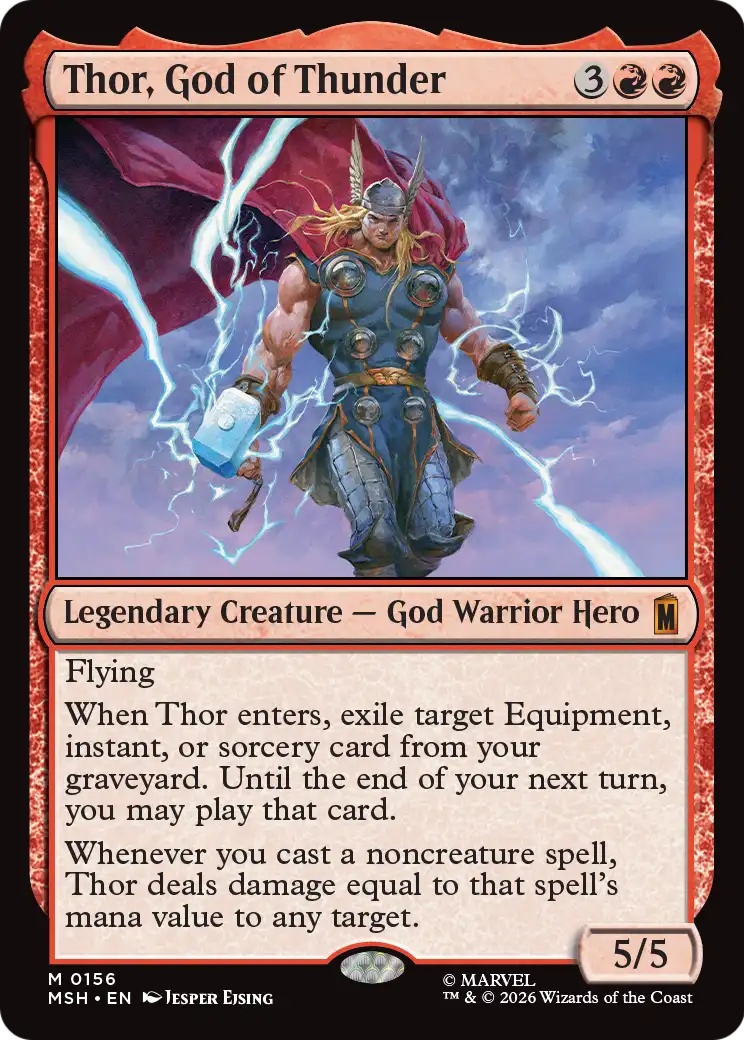 Thor, God of Thunder 3
Legendary Creature — God Warrior Hero M
Flying
When Thor enters, exile target Equipment,
instant, or sorcery card from your
graveyard. Until the end of your next turn,
you may play that card.
Whenever you cast a noncreature spell,
Thor deals damage equal to that spell's
mana value to any target.
5/5
M 0156
MSH • EN Jesper Ejsing
© MARVEL
™ & © 2026 Wizards of the Coast